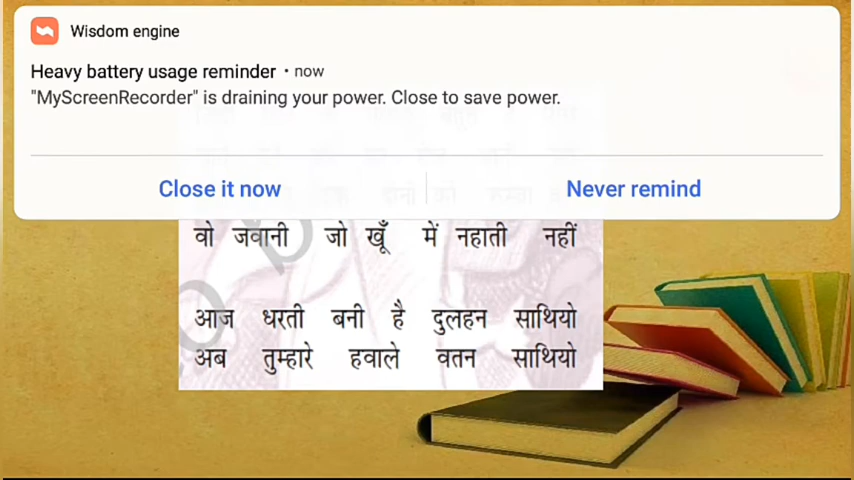 Wisdom engine
Heavy battery usage reminder • now
"MyScreenRecorder" is draining your power. Close to save power.
Close it now
Never remind
वो जवानी जो खूँ में नहाती नहीं
आज धरती बनी है दुलहन साथियो
अब तुम्हारे हवाले वतन साथियो